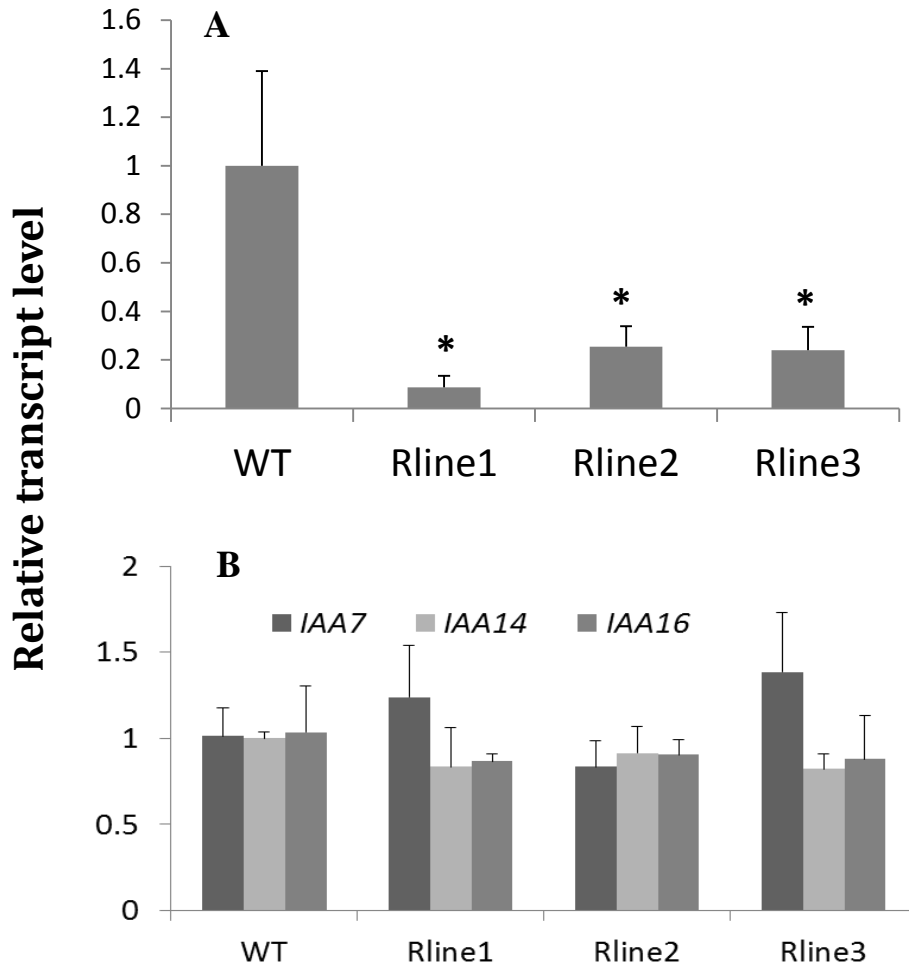 Relative transcript level
A
1.6
1.4
1.2
1
0.8
0.6
0.4
0.2
0
* * *
WT Rline1 Rline2 Rline3
B
2
1.5
1
0.5
0
IAA7 IAA14 IAA16
WT Rline1 Rline2 Rline3